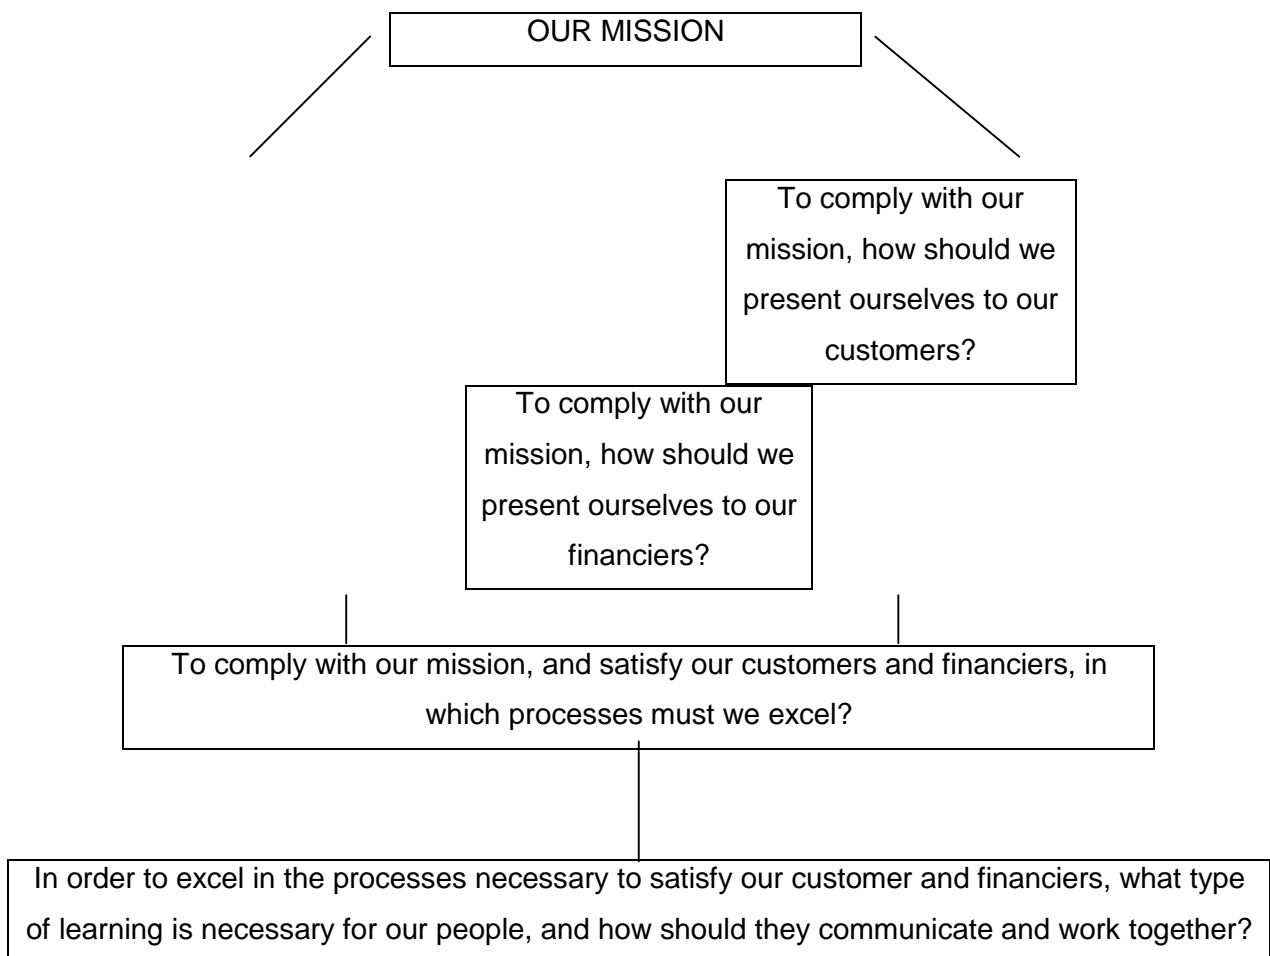 OUR MISSION
To comply with our
mission, how should we
present ourselves to our
customers?
To comply with our
mission, how should we
present ourselves to our
financiers?
To comply with our mission, and satisfy our customers and financiers, in
which processes must we excel?
In order to excel in the processes necessary to satisfy our customer and financiers, what type
of learning is necessary for our people, and how should they communicate and work together?